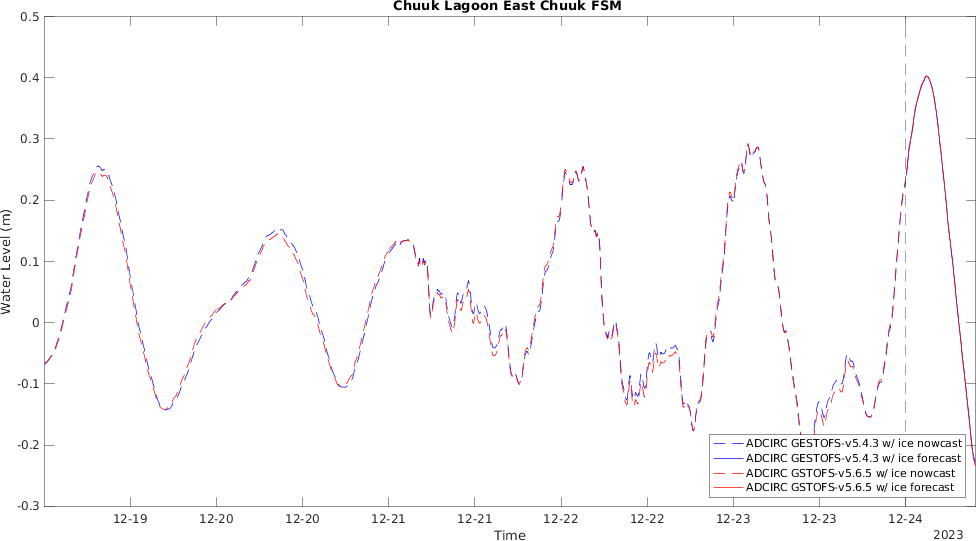 Chuuk Lagoon East Chuuk FSM
0.5
0.4
0.3
0.2
0.1
0
-0.1
-0.2
-0.3
Water Level (m)
ADCIRC GESTOFS-v5.4.3 w/ ice nowcast
ADCIRC GESTOFS-v5.4.3 w/ ice forecast
ADCIRC GSTOFS-v5.6.5 w/ ice nowcast
ADCIRC GSTOFS-v5.6.5 w/ ice forecast
12-19 12-20 12-20 12-21 12-21 12-22 12-22 12-23 12-23 12-24
Time
2023